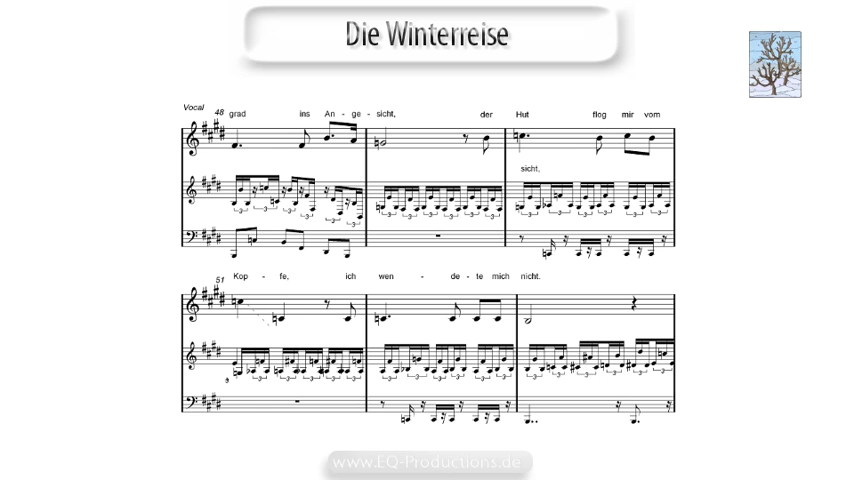 Die Winterreise
Vocal
48 grad ins An - ge - sicht, der Hut flog mir vom
sicht,
51 Kop - fe, ich wen - de - te mich nicht.
www.EQ-Productions.de